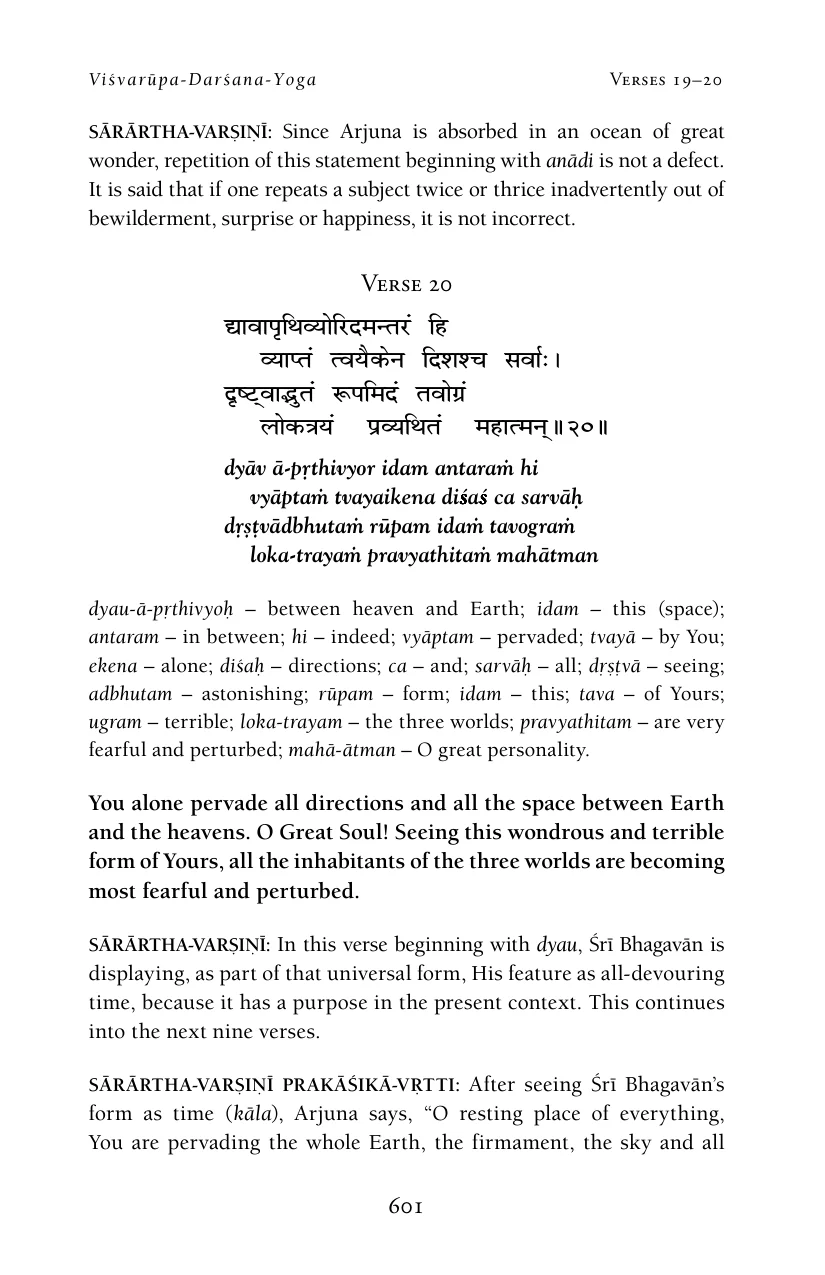 Viśvarūpa-Darśana-Yoga VERSES 19–20
SĀRĀRTHA-VARṢIṆĪ: Since Arjuna is absorbed in an ocean of great
wonder, repetition of this statement beginning with anādi is not a defect.
It is said that if one repeats a subject twice or thrice inadvertently out of
bewilderment, surprise or happiness, it is not incorrect.
VERSE 20
द्यावापृथिव्योरिदमन्तरं हि
व्याप्तं त्वयैकेन दिशश्च सर्वाः।
दृष्ट्वाद्भुतं रूपमिदं तवोग्रं
लोकत्रयं प्रव्यथितं महात्मन्॥२०॥
dyāv ā-pṛthivyor idam antaraṁ hi
vyāptaṁ tvayaikena diśaś ca sarvāḥ
dṛṣṭvādbhutaṁ rūpam idaṁ tavograṁ
loka-trayaṁ pravyathitaṁ mahātman
dyau-ā-pṛthivyoḥ – between heaven and Earth; idam – this (space);
antaram – in between; hi – indeed; vyāptam – pervaded; tvayā – by You;
ekena – alone; diśaḥ – directions; ca – and; sarvāḥ – all; dṛṣṭvā – seeing;
adbhutam – astonishing; rūpam – form; idam – this; tava – of Yours;
ugram – terrible; loka-trayam – the three worlds; pravyathitam – are very
fearful and perturbed; mahā-ātman – O great personality.
You alone pervade all directions and all the space between Earth
and the heavens. O Great Soul! Seeing this wondrous and terrible
form of Yours, all the inhabitants of the three worlds are becoming
most fearful and perturbed.
SĀRĀRTHA-VARṢIṆĪ: In this verse beginning with dyau, Śrī Bhagavān is
displaying, as part of that universal form, His feature as all-devouring
time, because it has a purpose in the present context. This continues
into the next nine verses.
SĀRĀRTHA-VARṢIṆĪ PRAKĀŚIKĀ-VṚTTI: After seeing Śrī Bhagavān’s
form as time (kāla), Arjuna says, “O resting place of everything,
You are pervading the whole Earth, the firmament, the sky and all
601